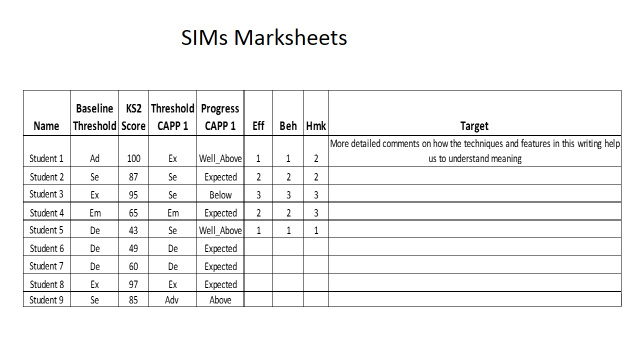 SIMs Marksheets
Baseline KS2 Threshold Progress
Name Threshold Score CAPP 1 CAPP 1 Eff Beh Hmk Target
More detailed comments on how the techniques and features in this writing help
Student 1 Ad 100 Ex Well_Above 1 1 2 us to understand meaning
Student 2 Se 87 Se Expected 2 2 2
Student 3 Ex 95 Se Below 3 3 3
Student 4 Em 65 Em Expected 2 2 3
Student 5 De 43 Se Well_Above 1 1 1
Student 6 De 49 De Expected
Student 7 De 60 De Expected
Student 8 Ex 97 Ex Expected
Student 9 Se 85 Adv Above